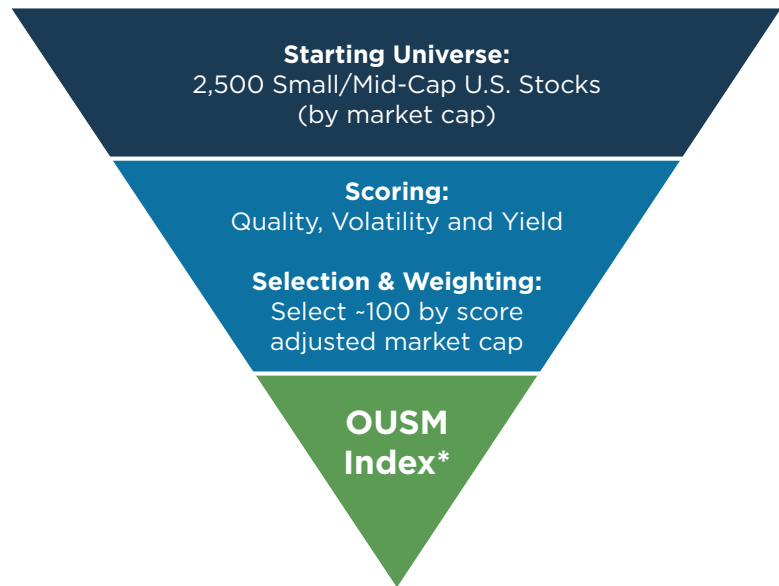 Starting Universe:
2,500 Small/Mid-Cap U.S. Stocks
(by market cap)
Scoring:
Quality, Volatility and Yield
Selection & Weighting:
Select ~100 by score
adjusted market cap
OUSM
Index*